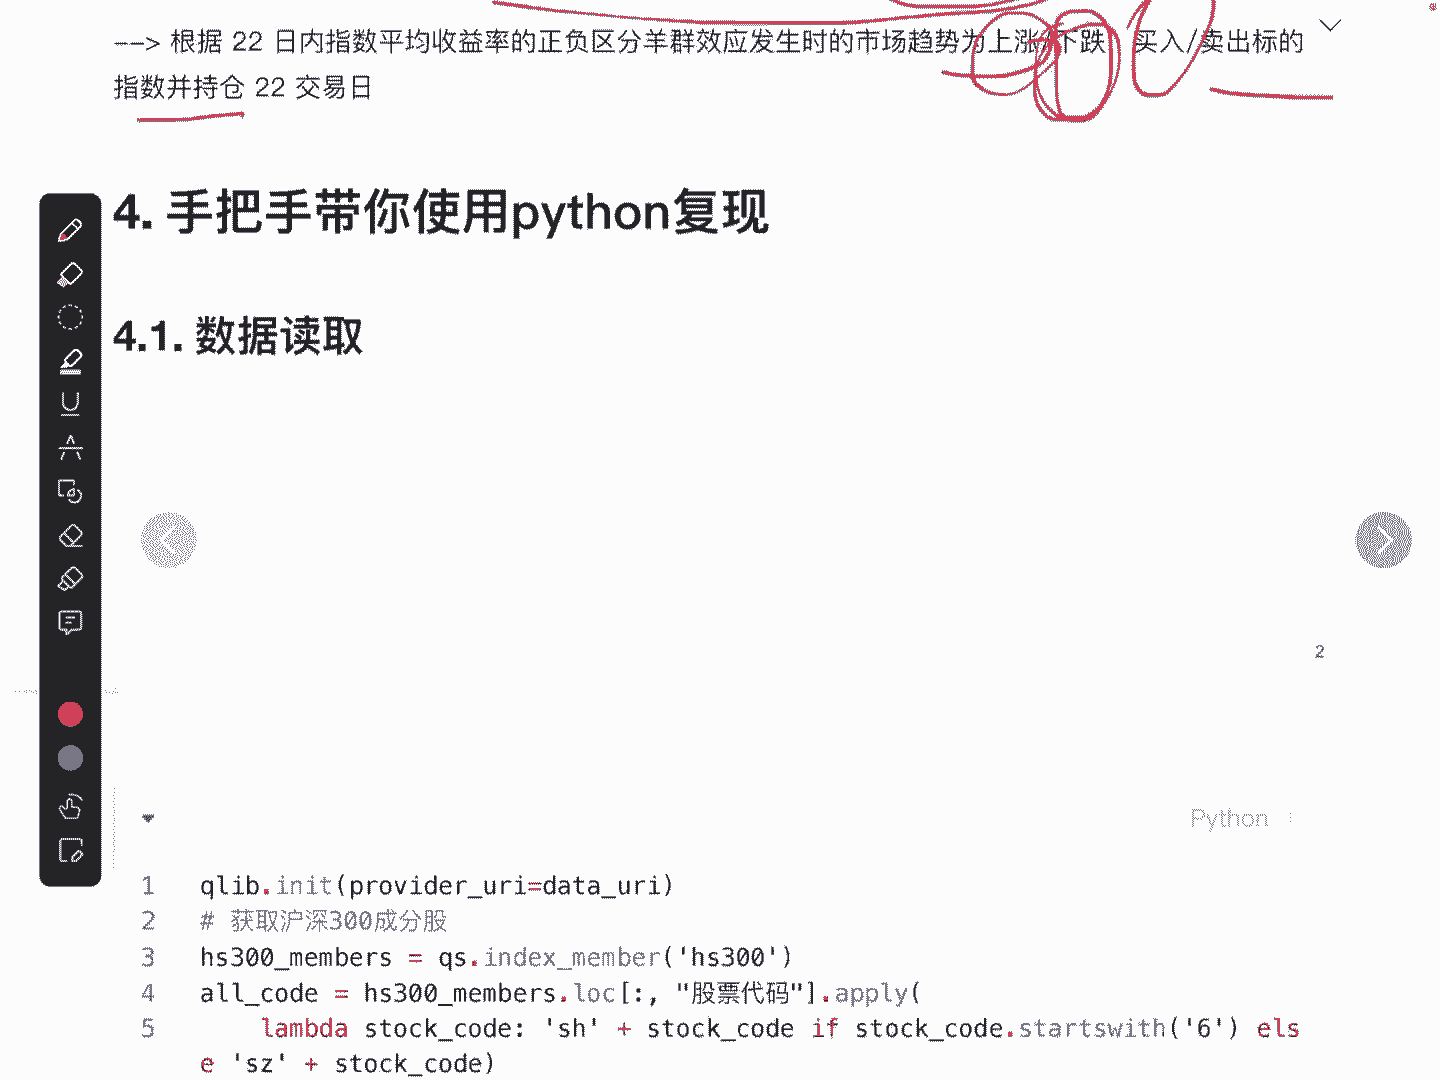 --> 根据 22 日内指数平均收益率的正负区分羊群效应发生时的市场趋势为上涨/下跌 买入/卖出标的
指数并持仓 22 交易日
4. 手把手带你使用python复现
4.1. 数据读取
2
Python
1 qlib.init(provider_uri=data_uri)
2 # 获取沪深300成分股
3 hs300_members = qs.index_member('hs300')
4 all_code = hs300_members.loc[:, "股票代码"].apply(
5 lambda stock_code: 'sh' + stock_code if stock_code.startswith('6') els
e 'sz' + stock_code)